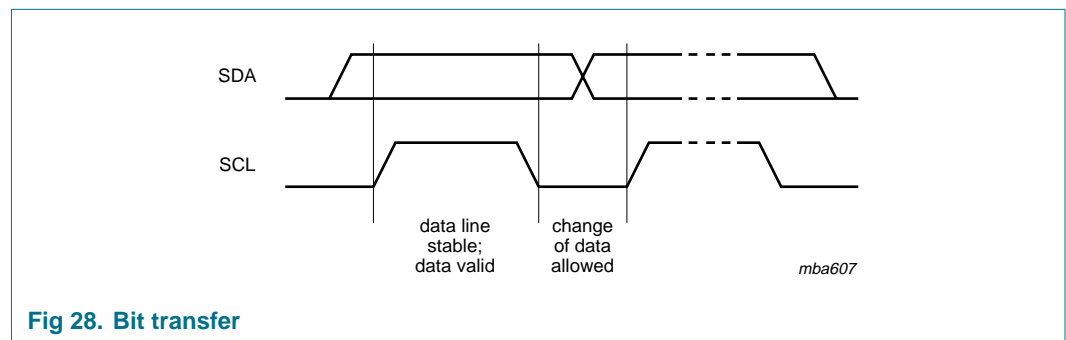 SDA
SCL
data line
stable;
data valid
change
of data
allowed
mba607
Fig 28. Bit transfer